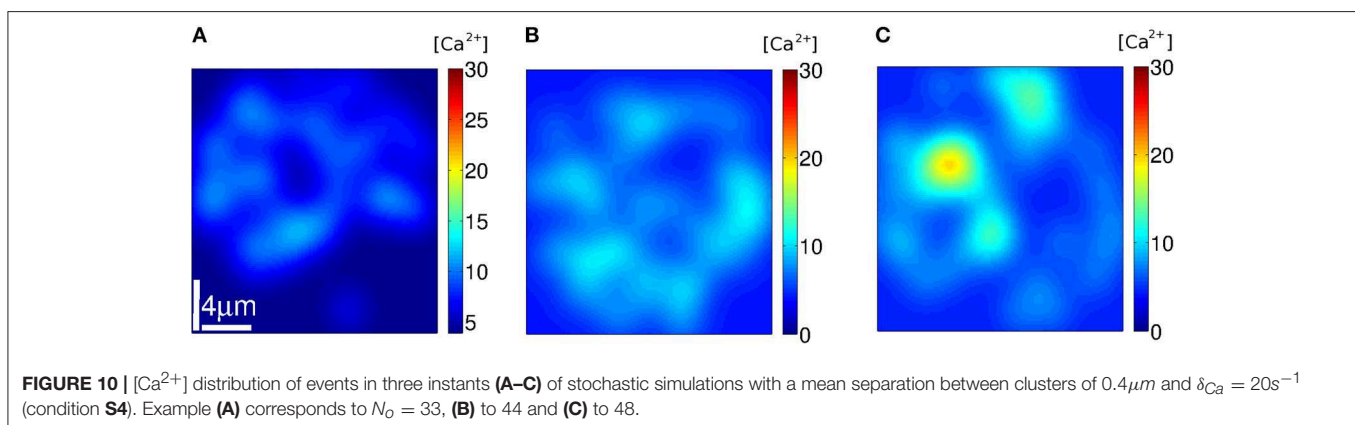 A
[Ca²⁺]
30
25
20
15
10
5
4μm
B
[Ca²⁺]
30
20
10
0
C
[Ca²⁺]
30
20
10
0
FIGURE 10 | [Ca²⁺] distribution of events in three instants (A–C) of stochastic simulations with a mean separation between clusters of 0.4μm and δCa = 20s⁻¹
(condition S4). Example (A) corresponds to Nₒ = 33, (B) to 44 and (C) to 48.